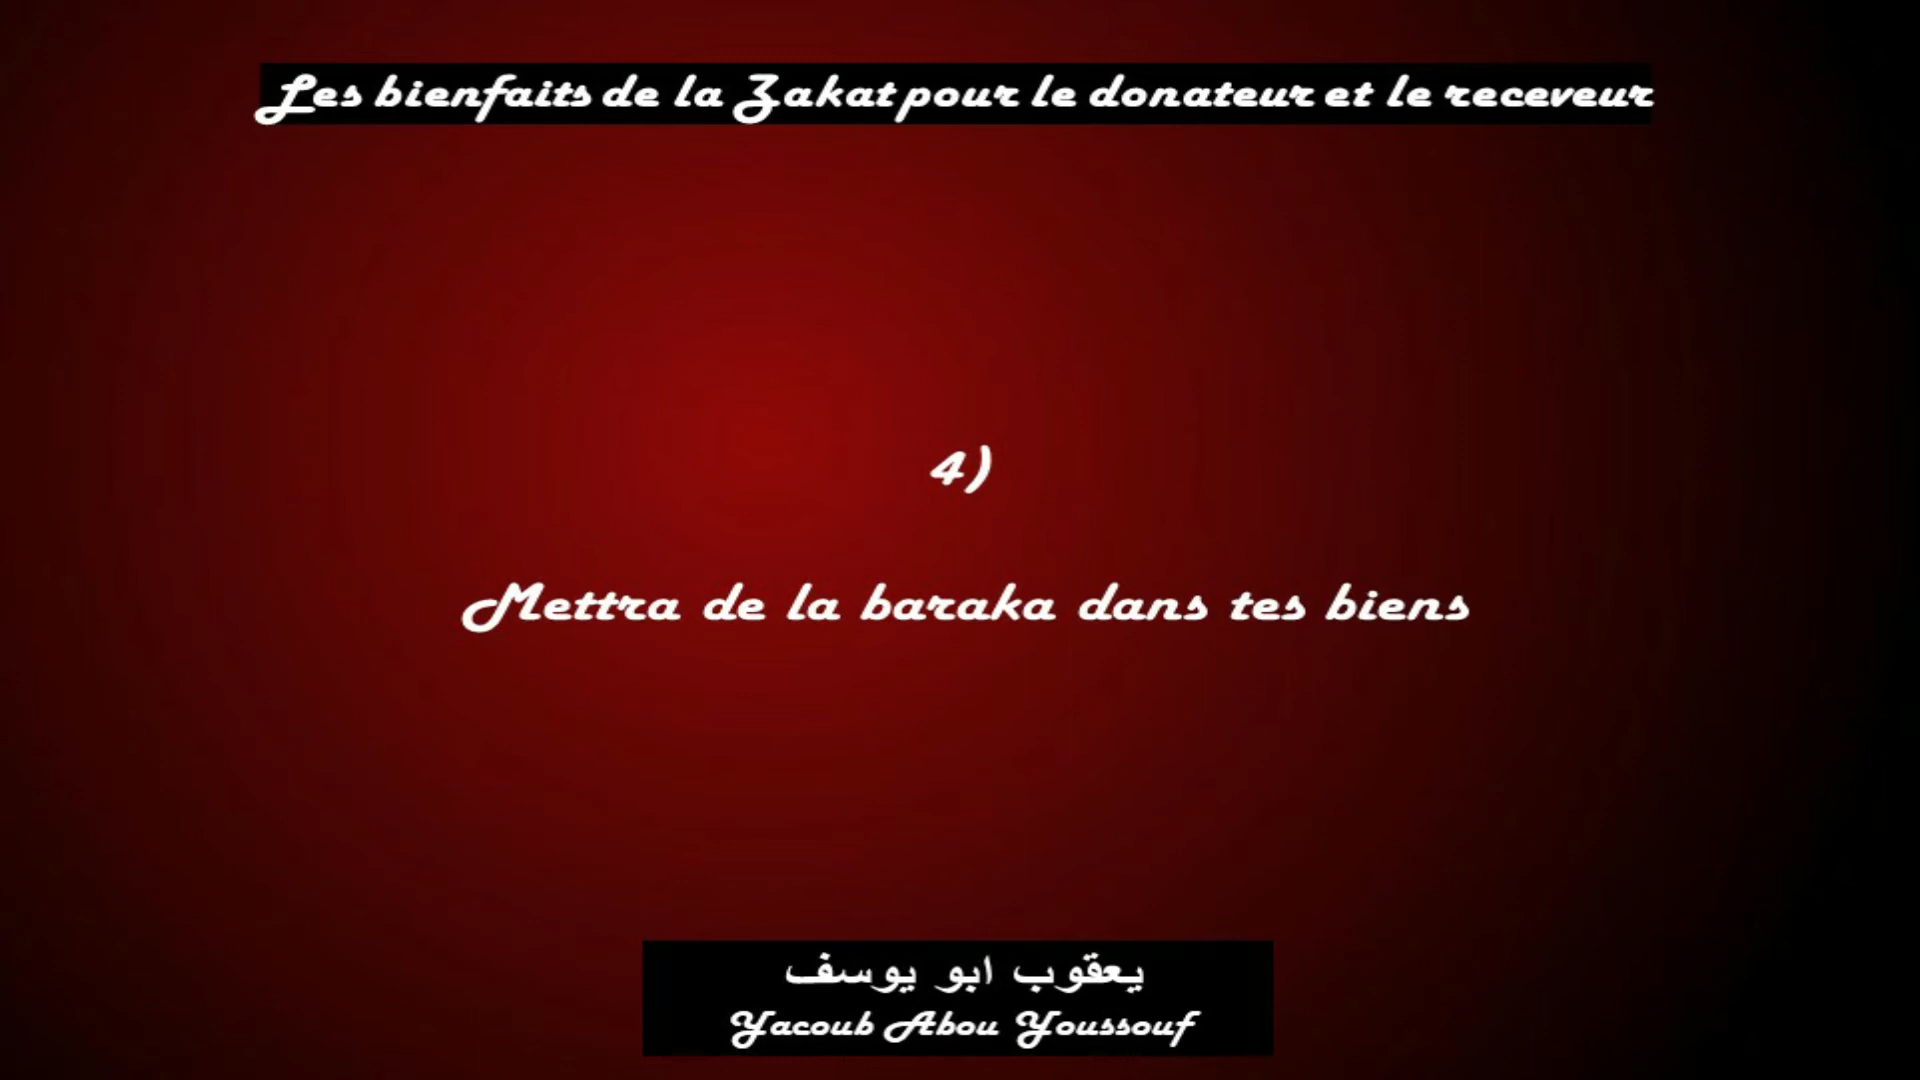 Les bienfaits de la Zakat pour le donateur et le receveur
4)
Mettra de la baraka dans tes biens
يعقوب ابو يوسف
Yacoub Abou Youssouf